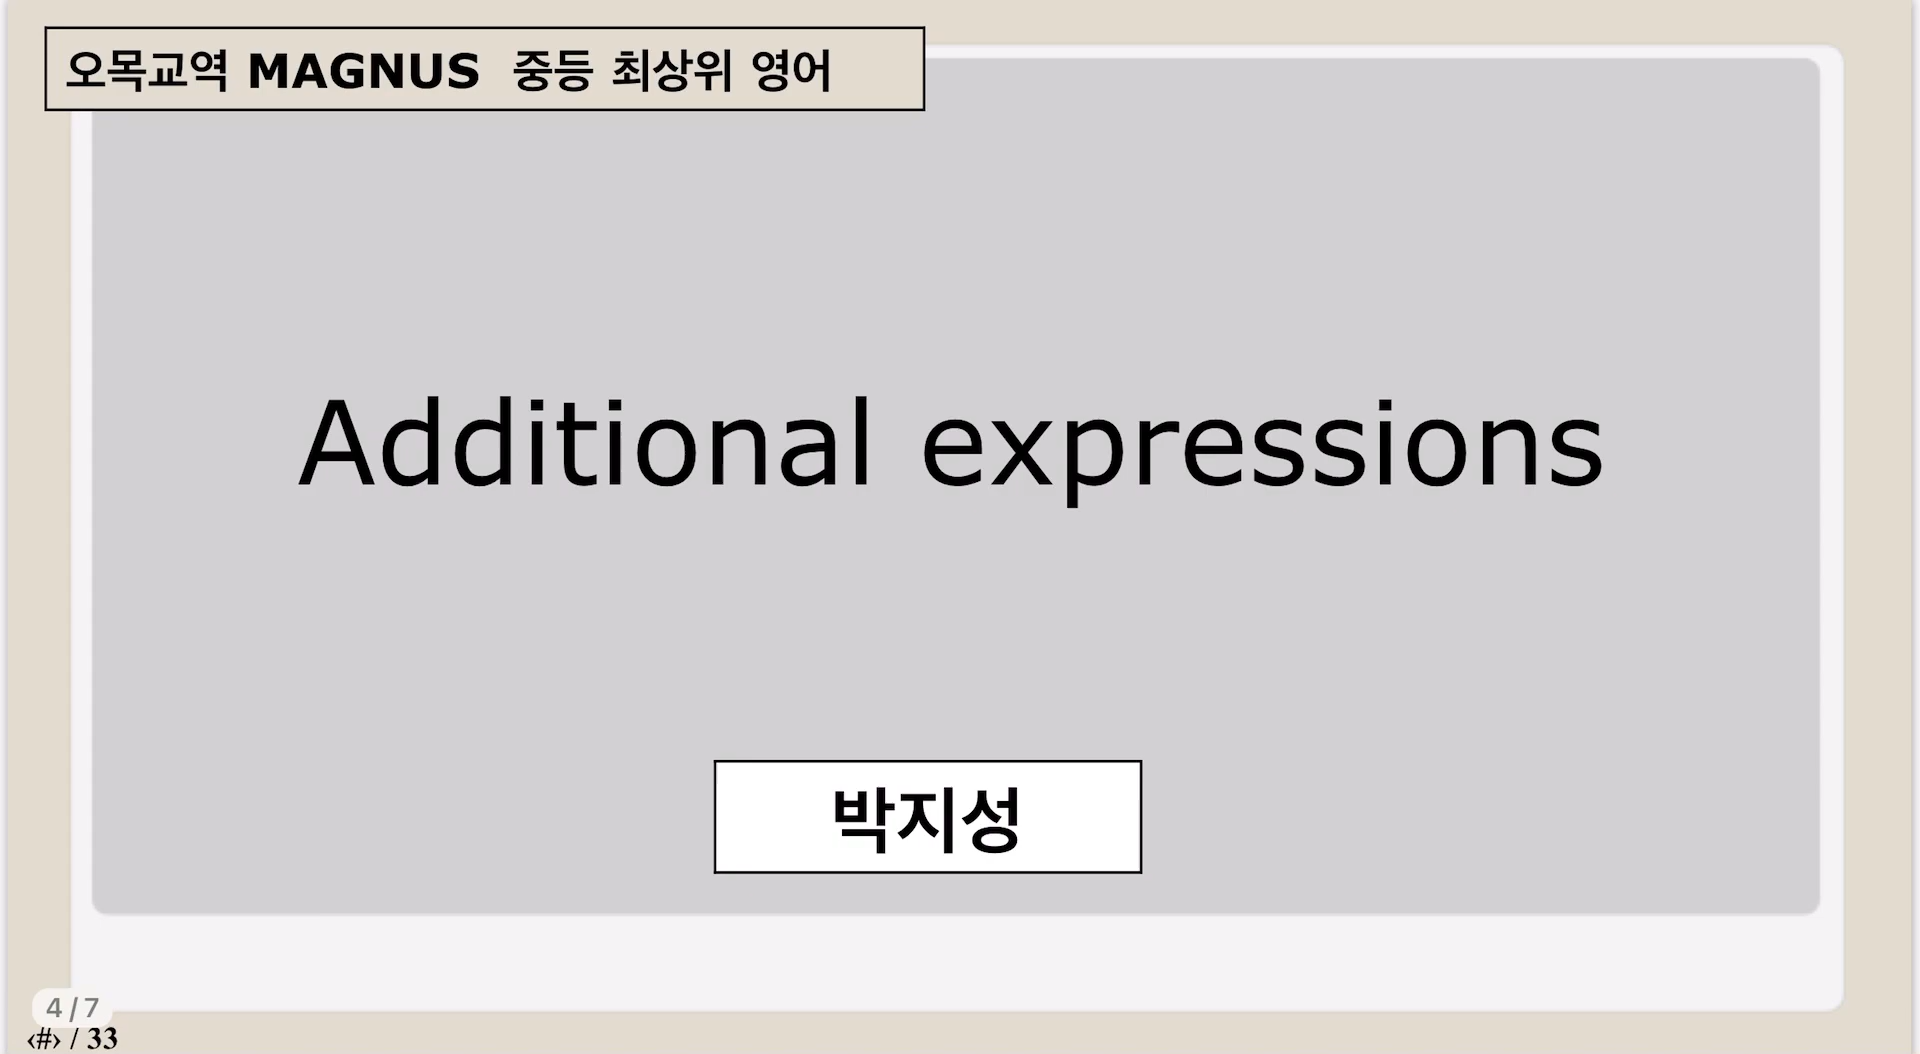 오목교역 MAGNUS 중등 최상위 영어
Additional expressions
박지성
4/7
‹#› / 33